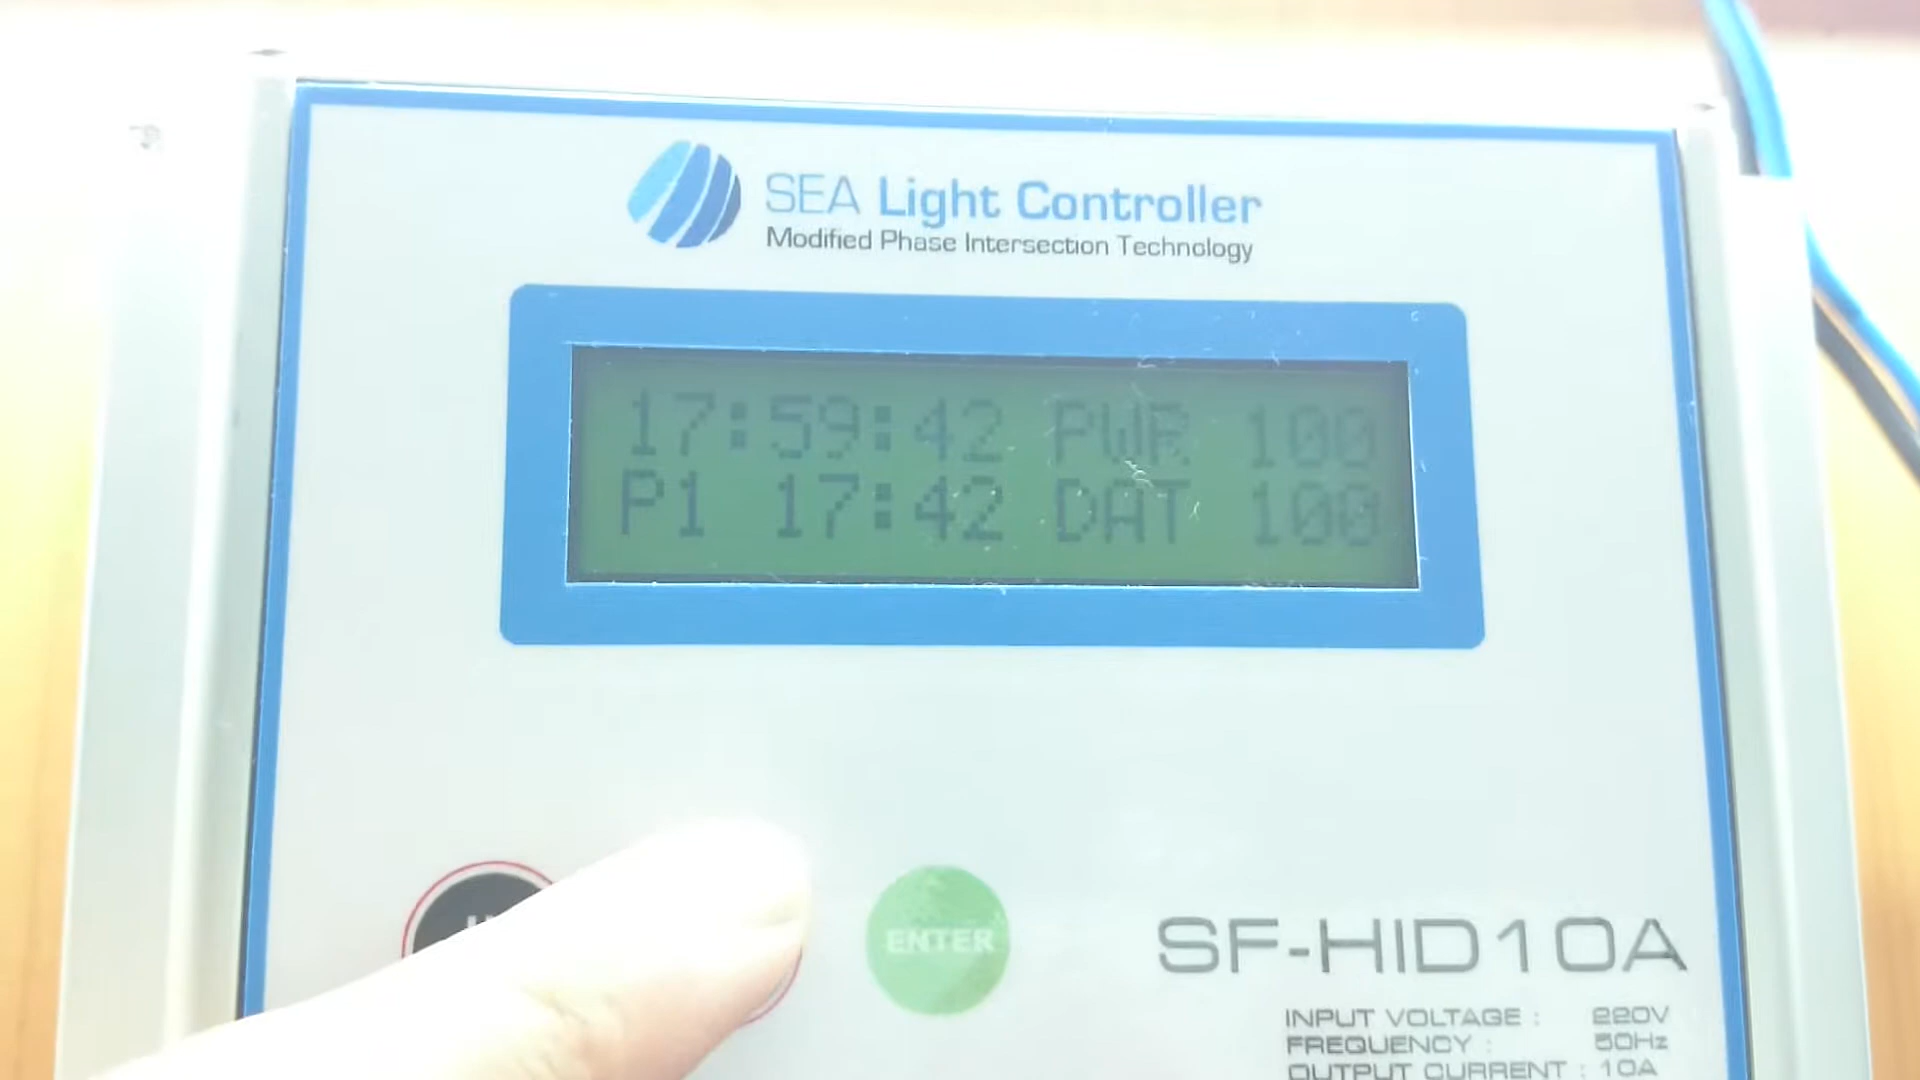 SEA Light Controller
Modified Phase Intersection Technology
17:59:42 PWR 100
P1 17:42 DAT 100
ENTER
SF-HID10A
INPUT VOLTAGE : 220V
FREQUENCY : 50Hz
OUTPUT CURRENT : 10A